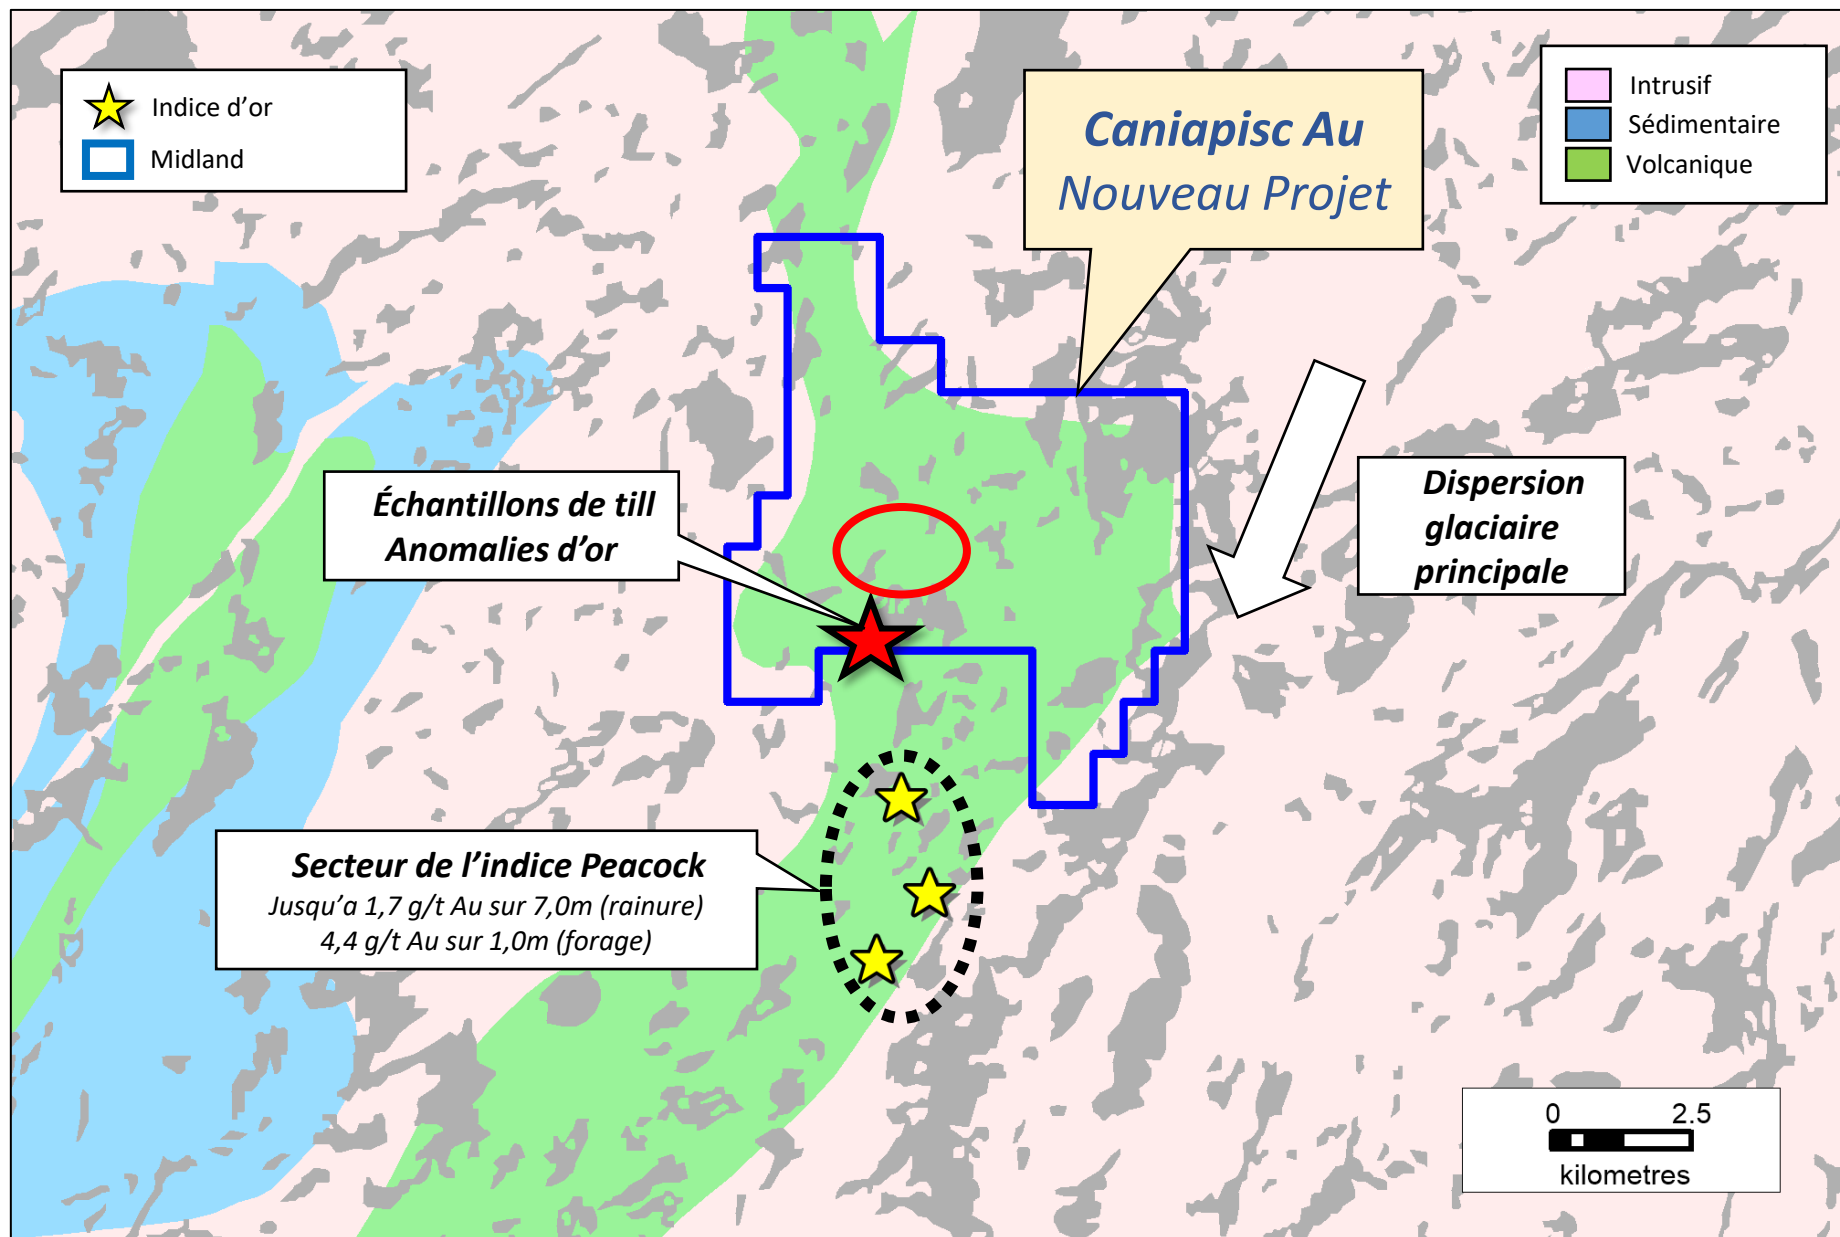 Indice d’or
Midland
Caniapisc Au
Nouveau Projet
Intrusif
Sédimentaire
Volcanique
Échantillons de till
Anomalies d’or
Dispersion
glaciaire
principale
Secteur de l’indice Peacock
Jusqu’a 1,7 g/t Au sur 7,0m (rainure)
4,4 g/t Au sur 1,0m (forage)
0 2.5
kilometres